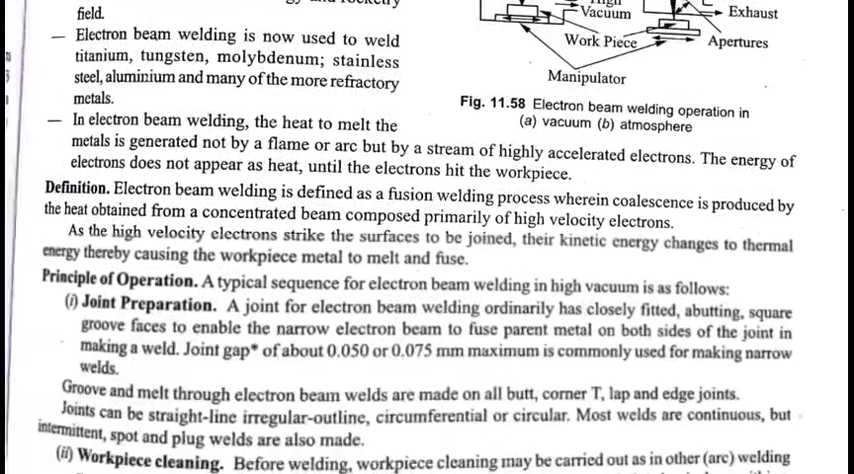 field.
— Electron beam welding is now used to weld
titanium, tungsten, molybdenum; stainless
steel, aluminium and many of the more refractory
metals.
— In electron beam welding, the heat to melt the
metals is generated not by a flame or arc but by a stream of highly accelerated electrons. The energy of
electrons does not appear as heat, until the electrons hit the workpiece.
High
Vacuum
Exhaust
Work Piece
Apertures
Manipulator
Fig. 11.58 Electron beam welding operation in
(a) vacuum (b) atmosphere
Definition. Electron beam welding is defined as a fusion welding process wherein coalescence is produced by
the heat obtained from a concentrated beam composed primarily of high velocity electrons.
As the high velocity electrons strike the surfaces to be joined, their kinetic energy changes to thermal
energy thereby causing the workpiece metal to melt and fuse.
Principle of Operation. A typical sequence for electron beam welding in high vacuum is as follows:
(i) Joint Preparation. A joint for electron beam welding ordinarily has closely fitted, abutting, square
groove faces to enable the narrow electron beam to fuse parent metal on both sides of the joint in
making a weld. Joint gap* of about 0.050 or 0.075 mm maximum is commonly used for making narrow
welds.
Groove and melt through electron beam welds are made on all butt, corner T, lap and edge joints.
Joints can be straight-line irregular-outline, circumferential or circular. Most welds are continuous, but
intermittent, spot and plug welds are also made.
(ii) Workpiece cleaning. Before welding, workpiece cleaning may be carried out as in other (arc) welding